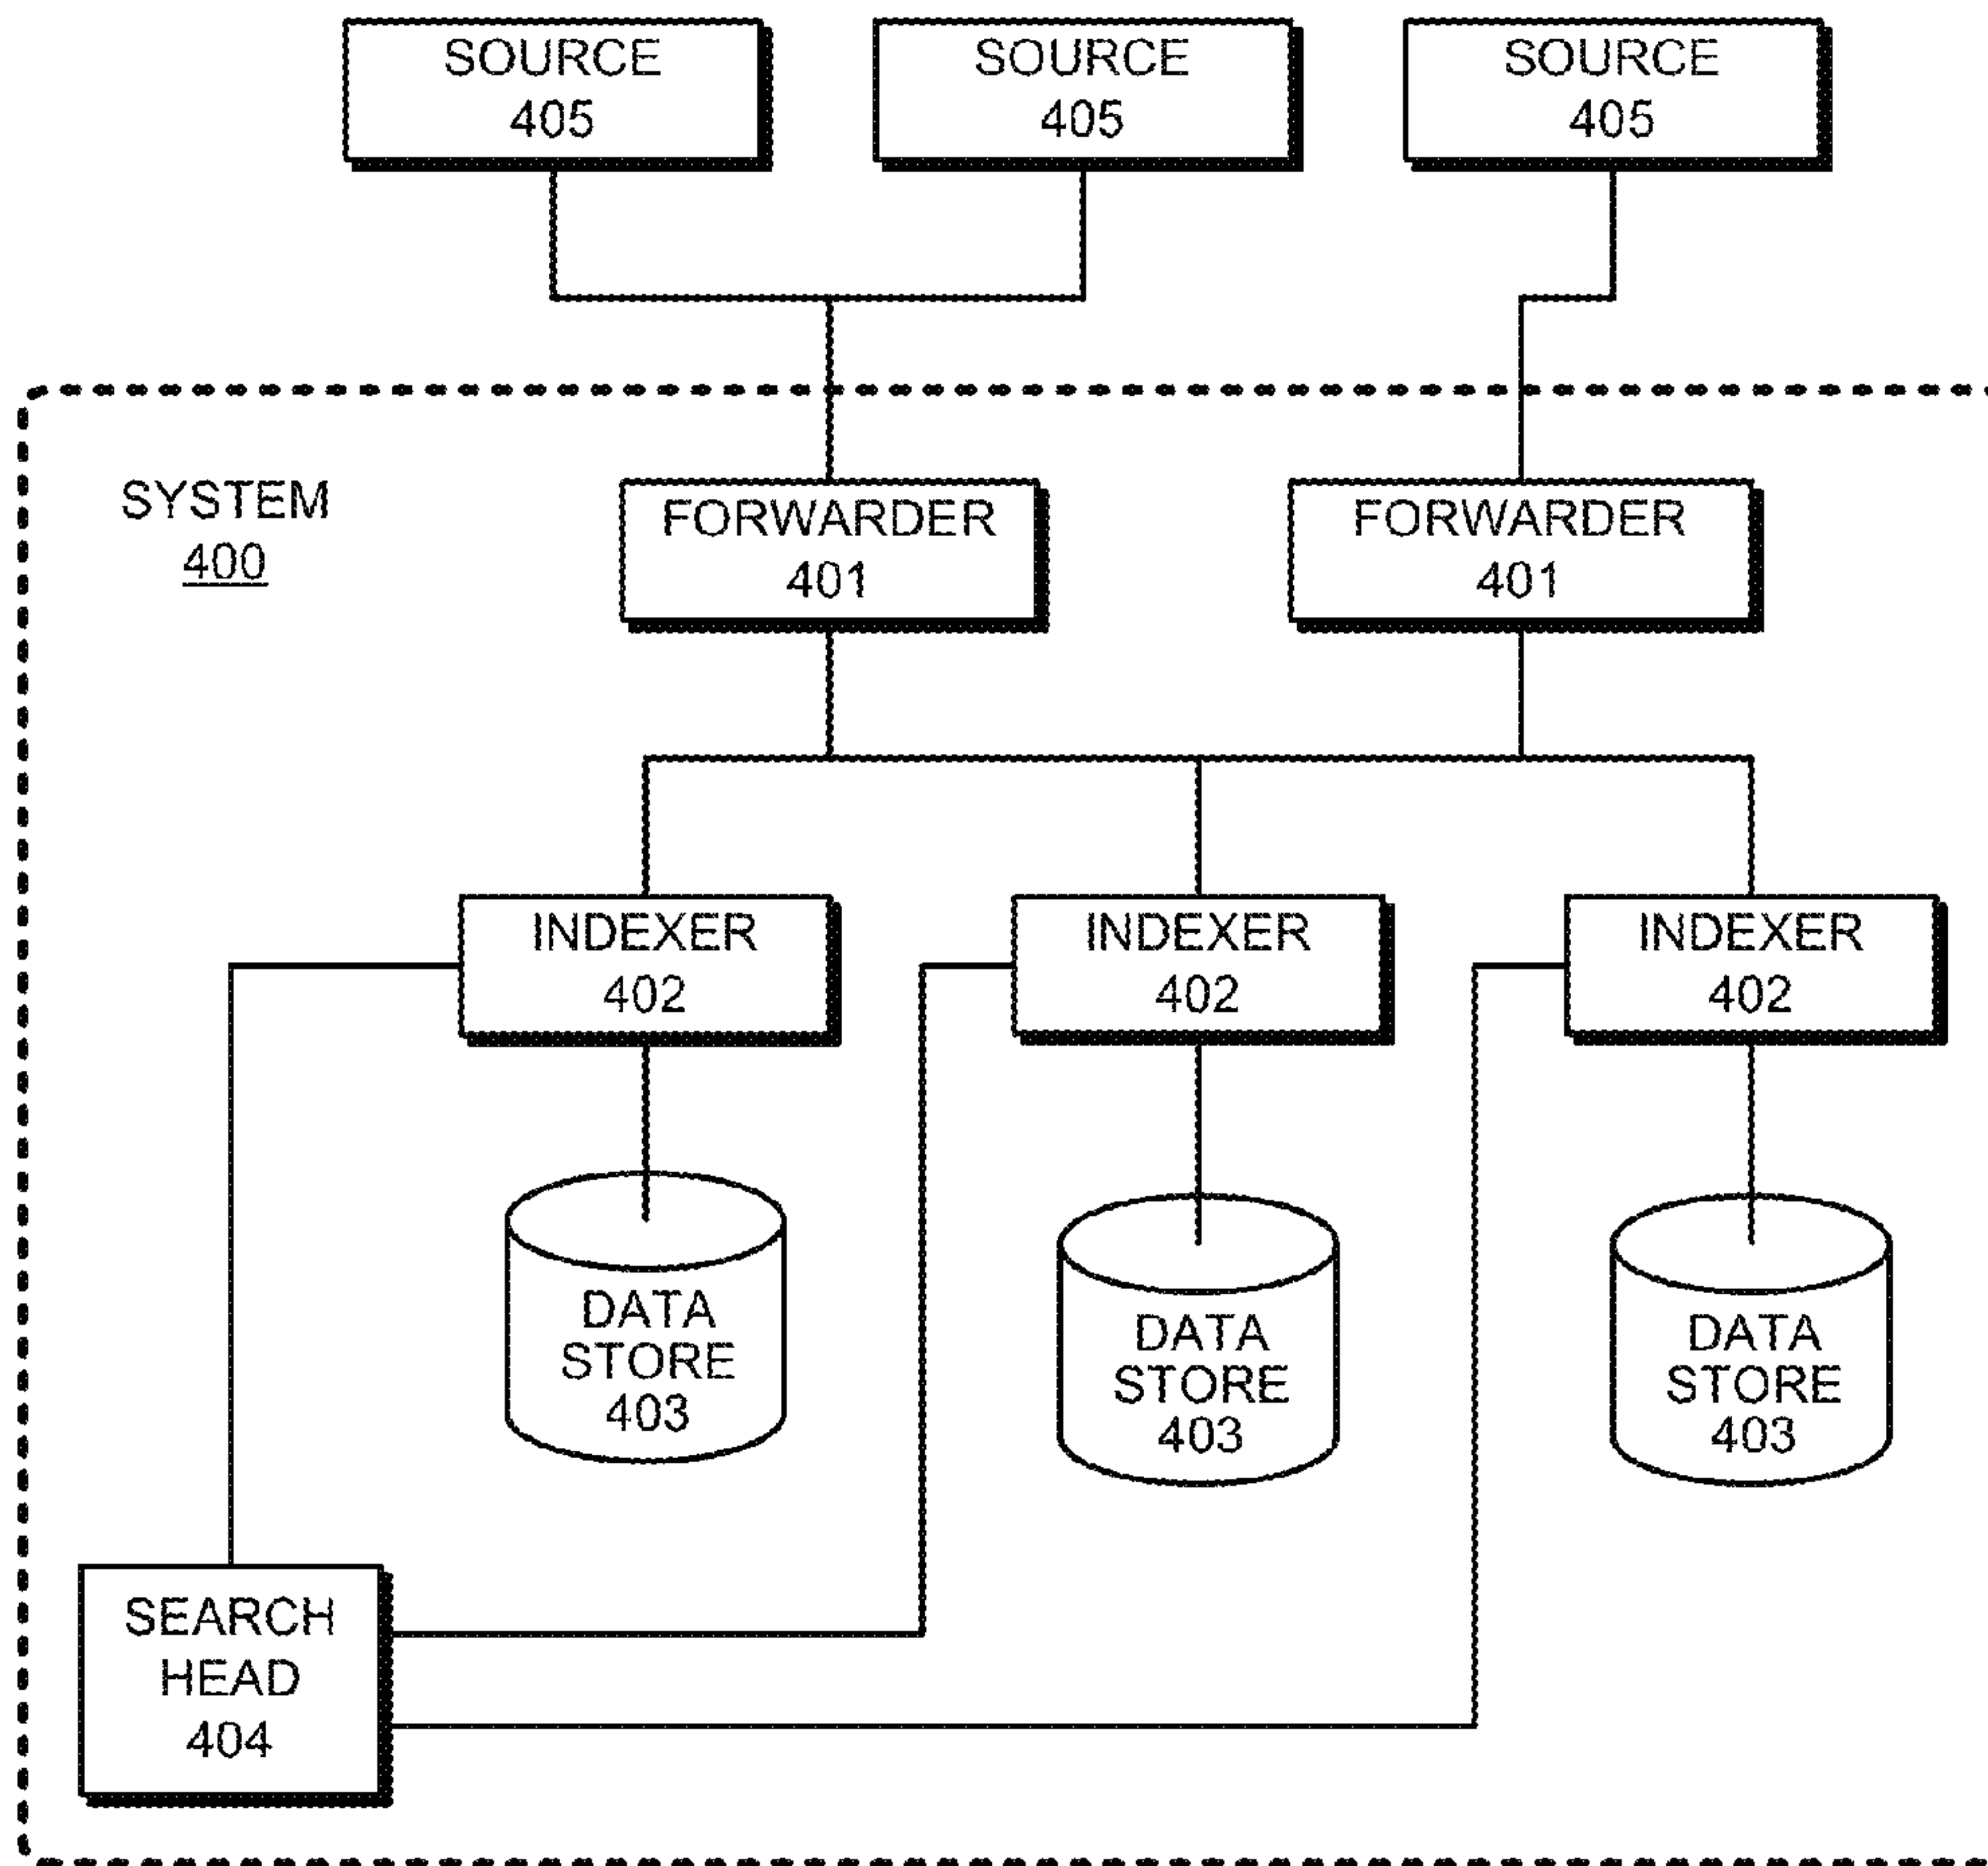 SOURCE
405
SOURCE
405
SOURCE
405
SYSTEM
400
FORWARDER
401
FORWARDER
401
INDEXER
402
INDEXER
402
INDEXER
402
DATA
STORE
403
DATA
STORE
403
DATA
STORE
403
SEARCH
HEAD
404